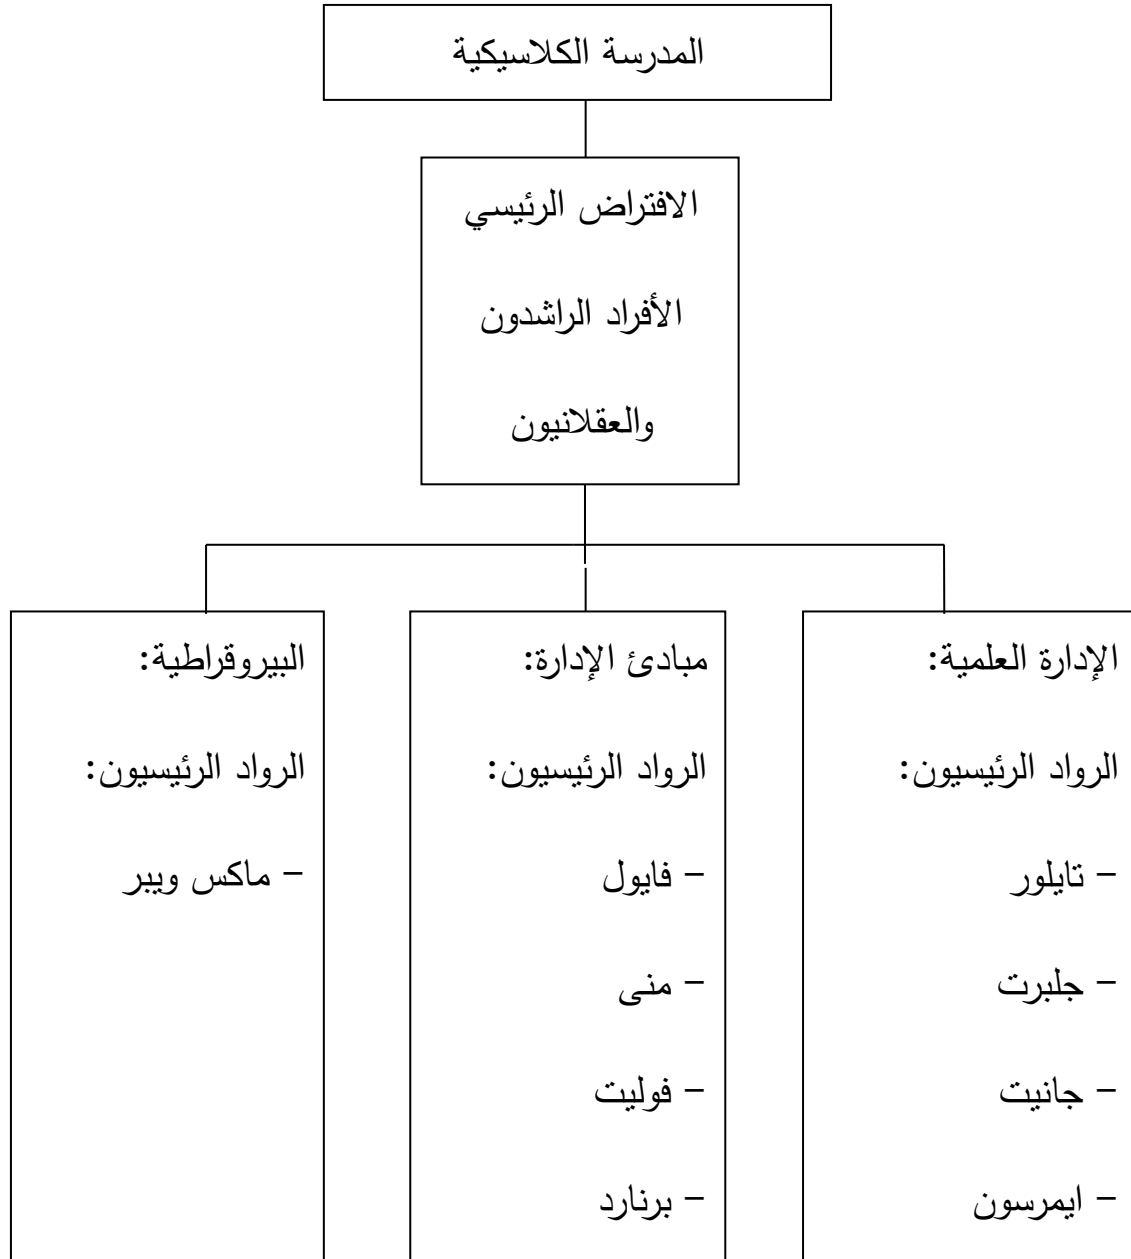 المدرسة الكلاسيكية
الافتراض الرئيسي
الأفراد الراشدون
والعقلانيون
الإدارة العلمية:
الرواد الرئيسيون:
– تايلور
– جلبرت
– جانيت
– ايمرسون
مبادئ الإدارة:
الرواد الرئيسيون:
– فايول
– منى
– فوليت
– برنارد
البيروقراطية:
الرواد الرئيسيون:
– ماكس ويبر